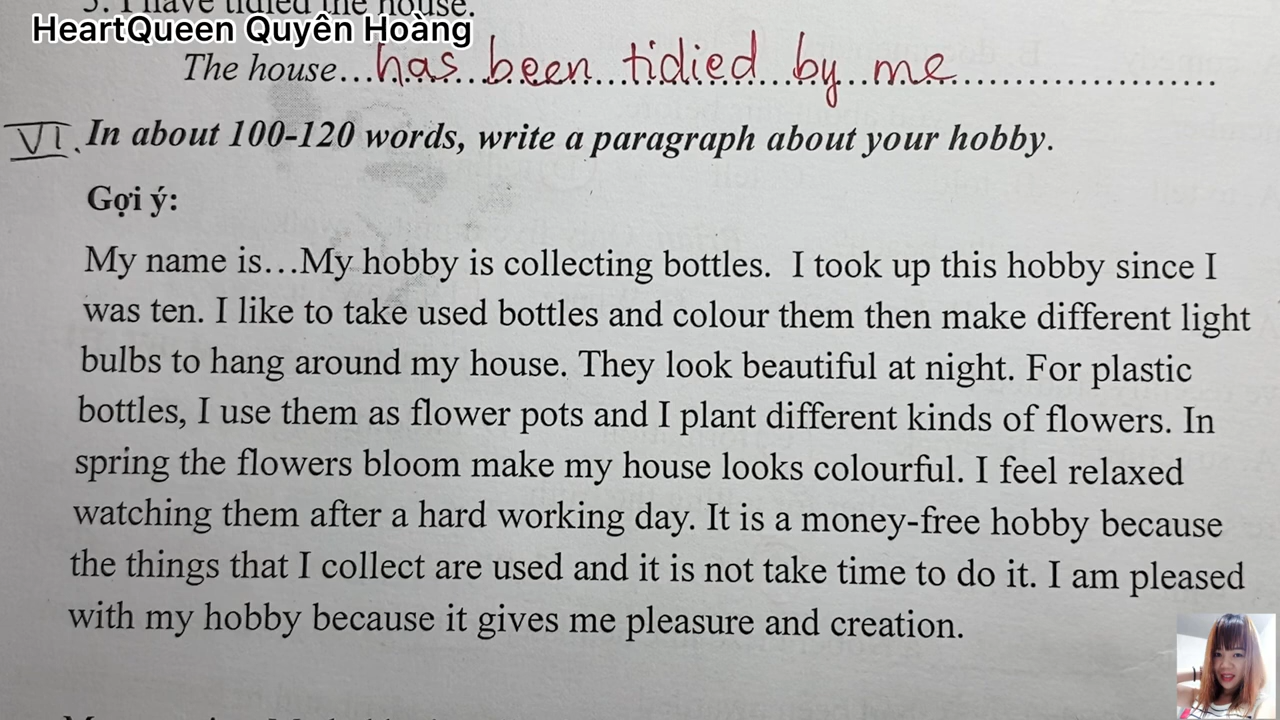 5. I have tidied the house.
HeartQueen Quyên Hoàng
The house...has been tidied by me
VI. In about 100-120 words, write a paragraph about your hobby.
Gợi ý:
My name is...My hobby is collecting bottles. I took up this hobby since I
was ten. I like to take used bottles and colour them then make different light
bulbs to hang around my house. They look beautiful at night. For plastic
bottles, I use them as flower pots and I plant different kinds of flowers. In
spring the flowers bloom make my house looks colourful. I feel relaxed
watching them after a hard working day. It is a money-free hobby because
the things that I collect are used and it is not take time to do it. I am pleased
with my hobby because it gives me pleasure and creation.